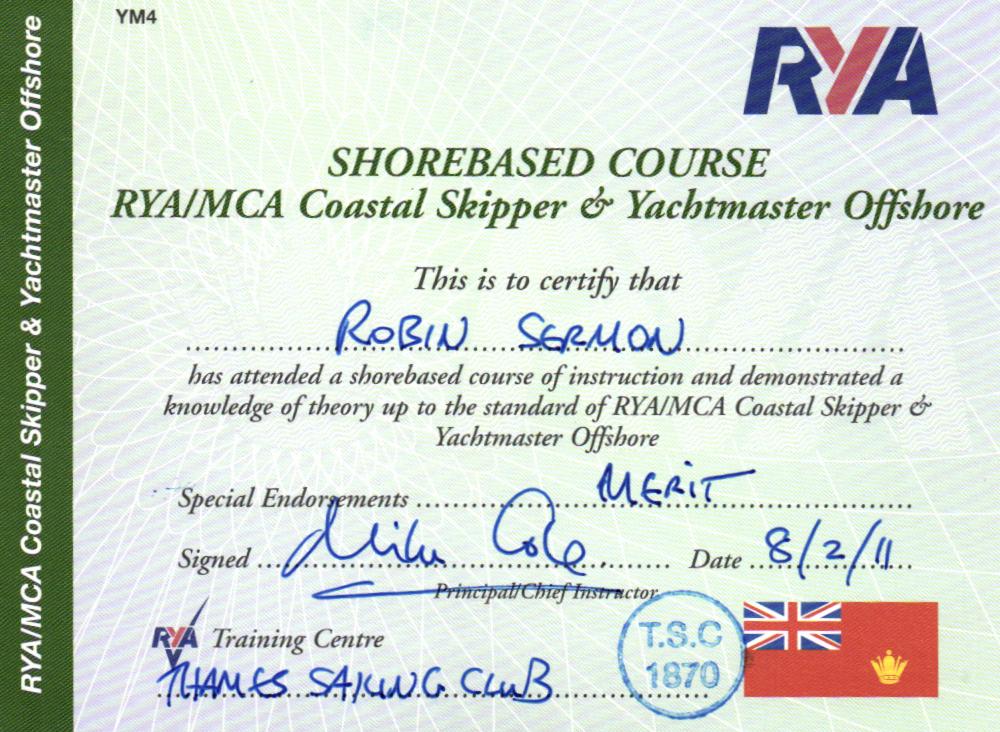 YM4
RYA
RYA/MCA Coastal Skipper & Yachtmaster Offshore
SHOREBASED COURSE
RYA/MCA Coastal Skipper & Yachtmaster Offshore
This is to certify that
ROBIN SERMON
has attended a shorebased course of instruction and demonstrated a
knowledge of theory up to the standard of RYA/MCA Coastal Skipper &
Yachtmaster Offshore
Special Endorsements MERIT
Signed Mike Cole Date 8/2/11
Principal/Chief Instructor
RYA Training Centre
THAMES SAILING CLUB
T.S.C
1870